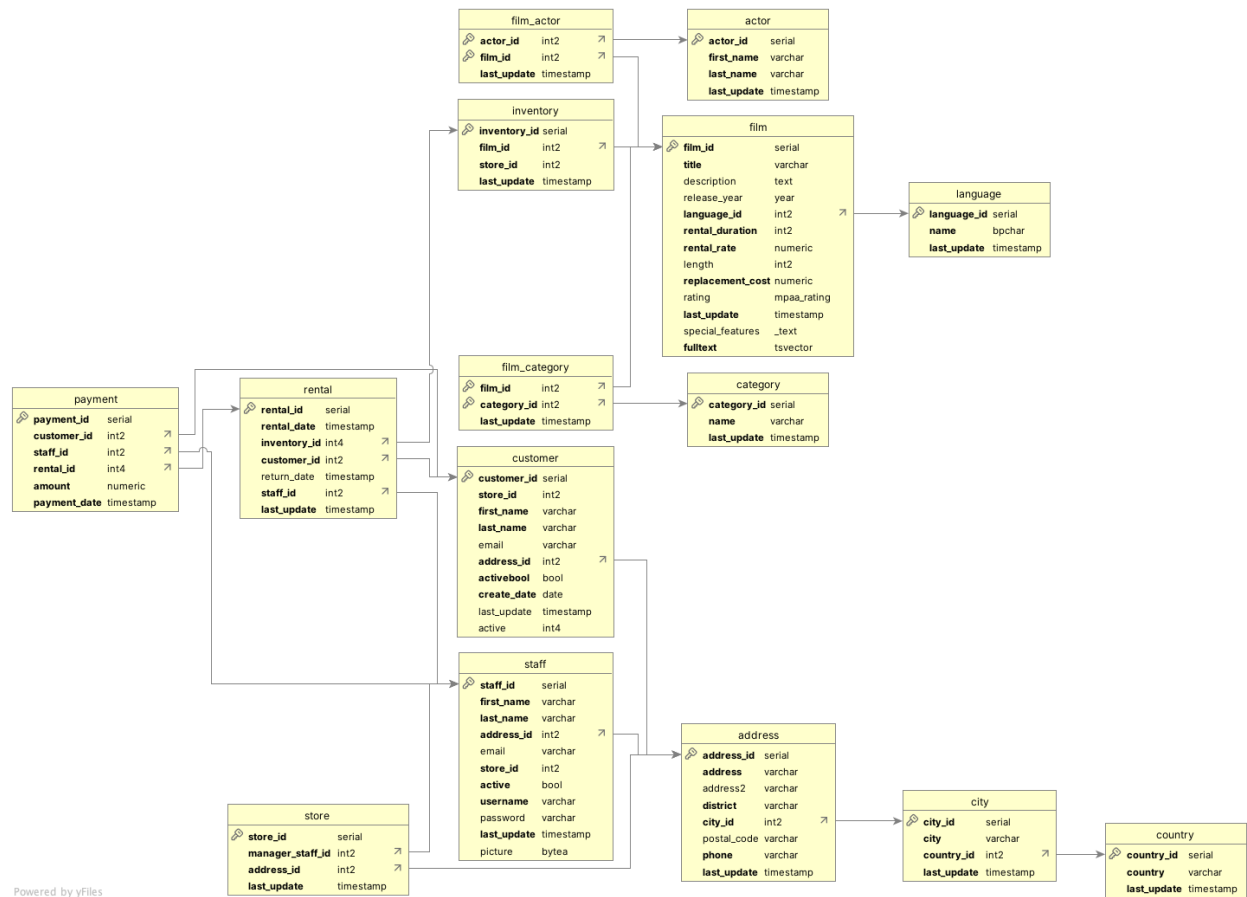 film_actor
actor_id int2
film_id int2
last_update timestamp
actor
actor_id serial
first_name varchar
last_name varchar
last_update timestamp
inventory
inventory_id serial
film_id int2
store_id int2
last_update timestamp
film
film_id serial
title varchar
description text
release_year year
language_id int2
rental_duration int2
rental_rate numeric
length int2
replacement_cost numeric
rating mpaa_rating
last_update timestamp
special_features _text
fulltext tsvector
language
language_id serial
name bpchar
last_update timestamp
film_category
film_id int2
category_id int2
last_update timestamp
category
category_id serial
name varchar
last_update timestamp
payment
payment_id serial
customer_id int2
staff_id int2
rental_id int4
amount numeric
payment_date timestamp
rental
rental_id serial
rental_date timestamp
inventory_id int4
customer_id int2
return_date timestamp
staff_id int2
last_update timestamp
customer
customer_id serial
store_id int2
first_name varchar
last_name varchar
email varchar
address_id int2
activebool bool
create_date date
last_update timestamp
active int4
staff
staff_id serial
first_name varchar
last_name varchar
address_id int2
email varchar
store_id int2
active bool
username varchar
password varchar
last_update timestamp
picture bytea
store
store_id serial
manager_staff_id int2
address_id int2
last_update timestamp
address
address_id serial
address varchar
address2 varchar
district varchar
city_id int2
postal_code varchar
phone varchar
last_update timestamp
city
city_id serial
city varchar
country_id int2
last_update timestamp
country
country_id serial
country varchar
last_update timestamp
Powered by yFiles